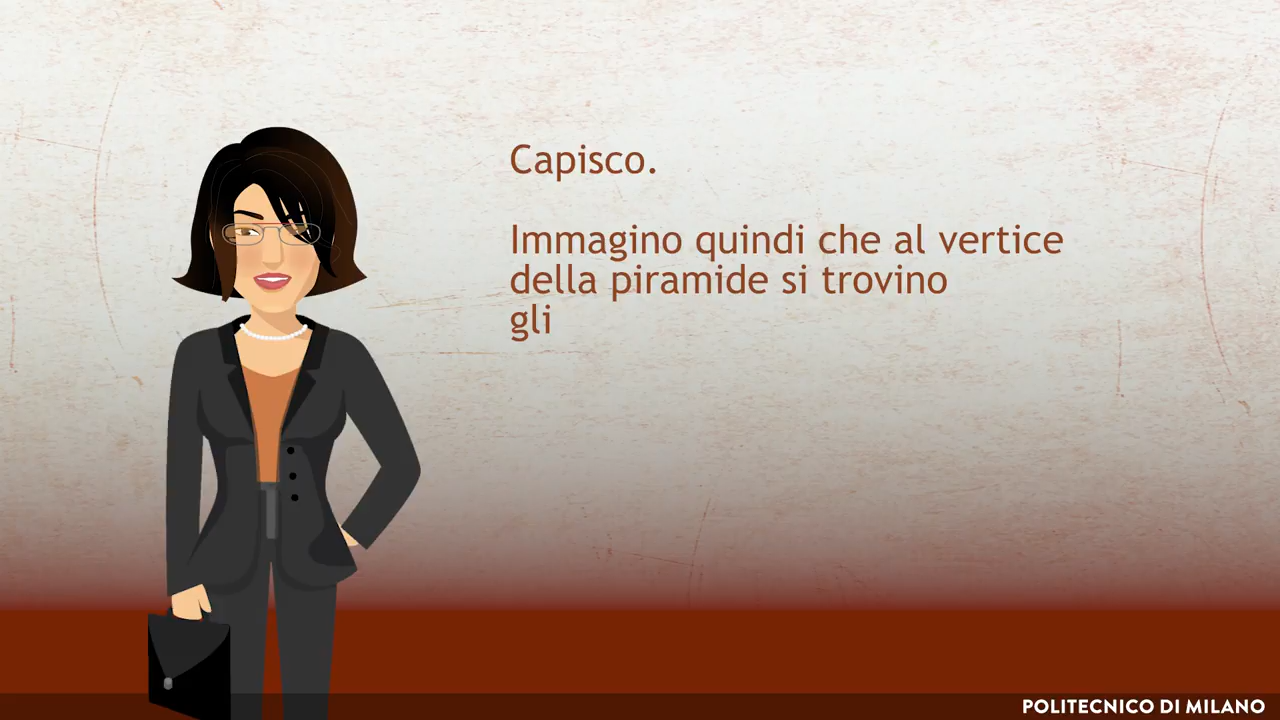 Capisco.
Immagino quindi che al vertice
della piramide si trovino
gli
POLITECNICO DI MILANO